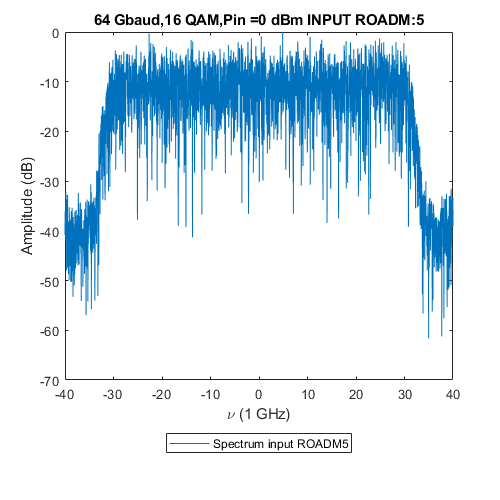 64 Gbaud,16 QAM,Pin =0 dBm INPUT ROADM:5
0
-10
-20
-30
-40
-50
-60
-70
Amplitude (dB)
-40 -30 -20 -10 0 10 20 30 40
ν (1 GHz)
Spectrum input ROADM5